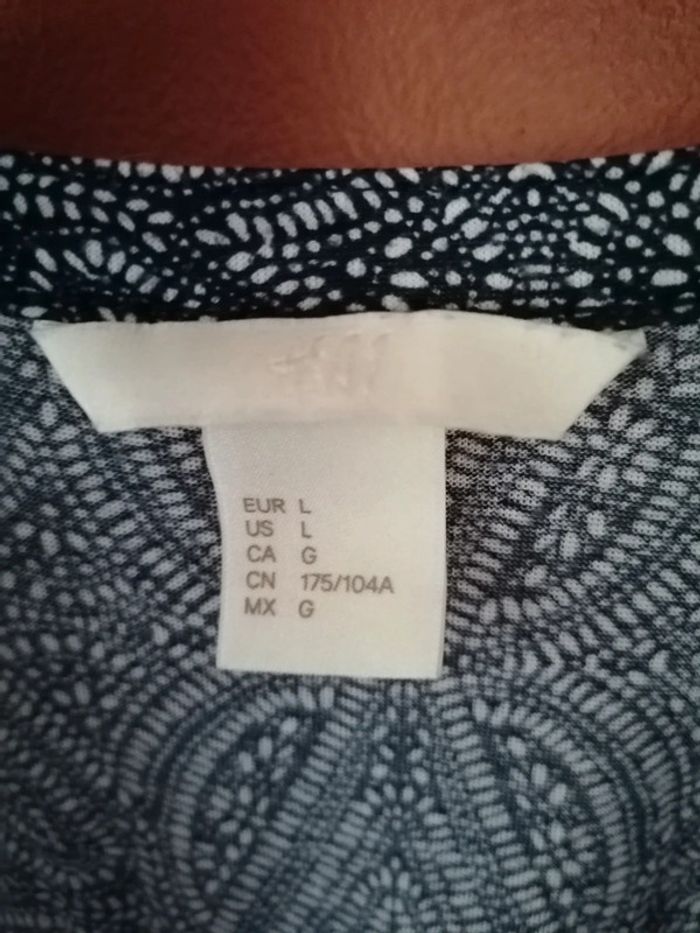 EUR L
US L
CA G
CN 175/104A
MX G